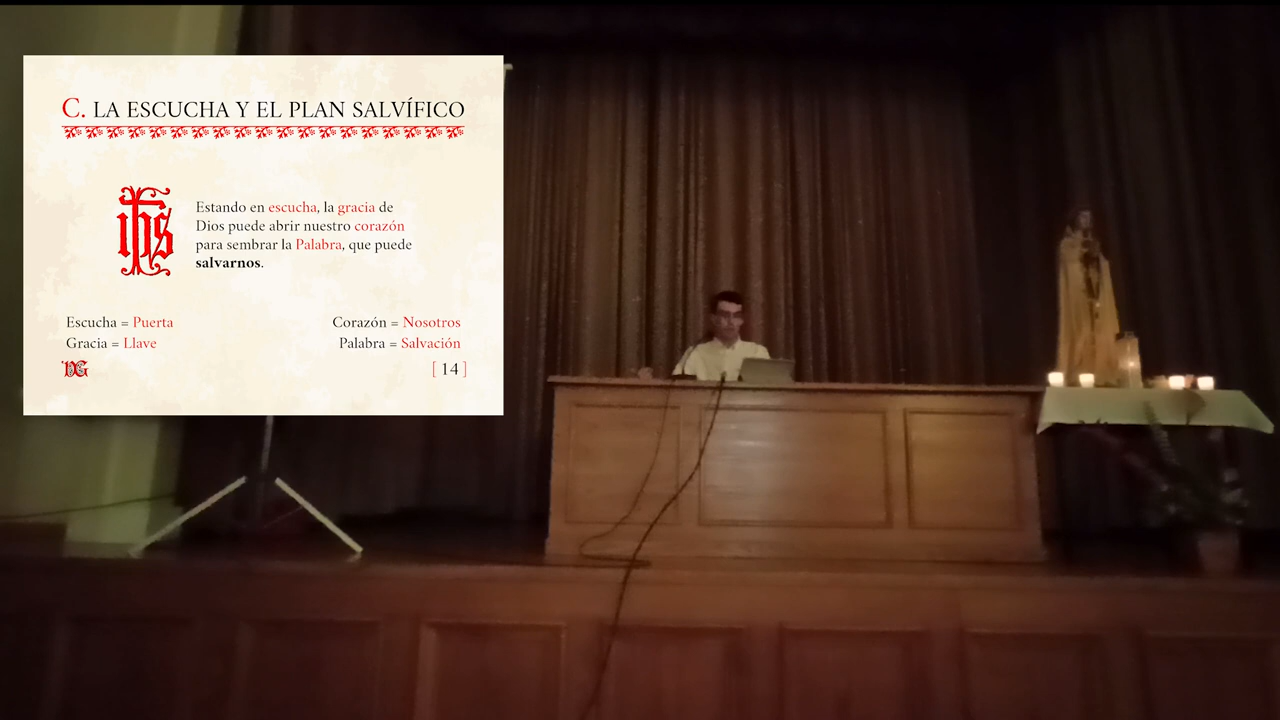 C. LA ESCUCHA Y EL PLAN SALVÍFICO
ihs
Estando en escucha, la gracia de
Dios puede abrir nuestro corazón
para sembrar la Palabra, que puede
salvarnos.
Escucha = Puerta
Gracia = Llave
Corazón = Nosotros
Palabra = Salvación
DG
[ 14 ]